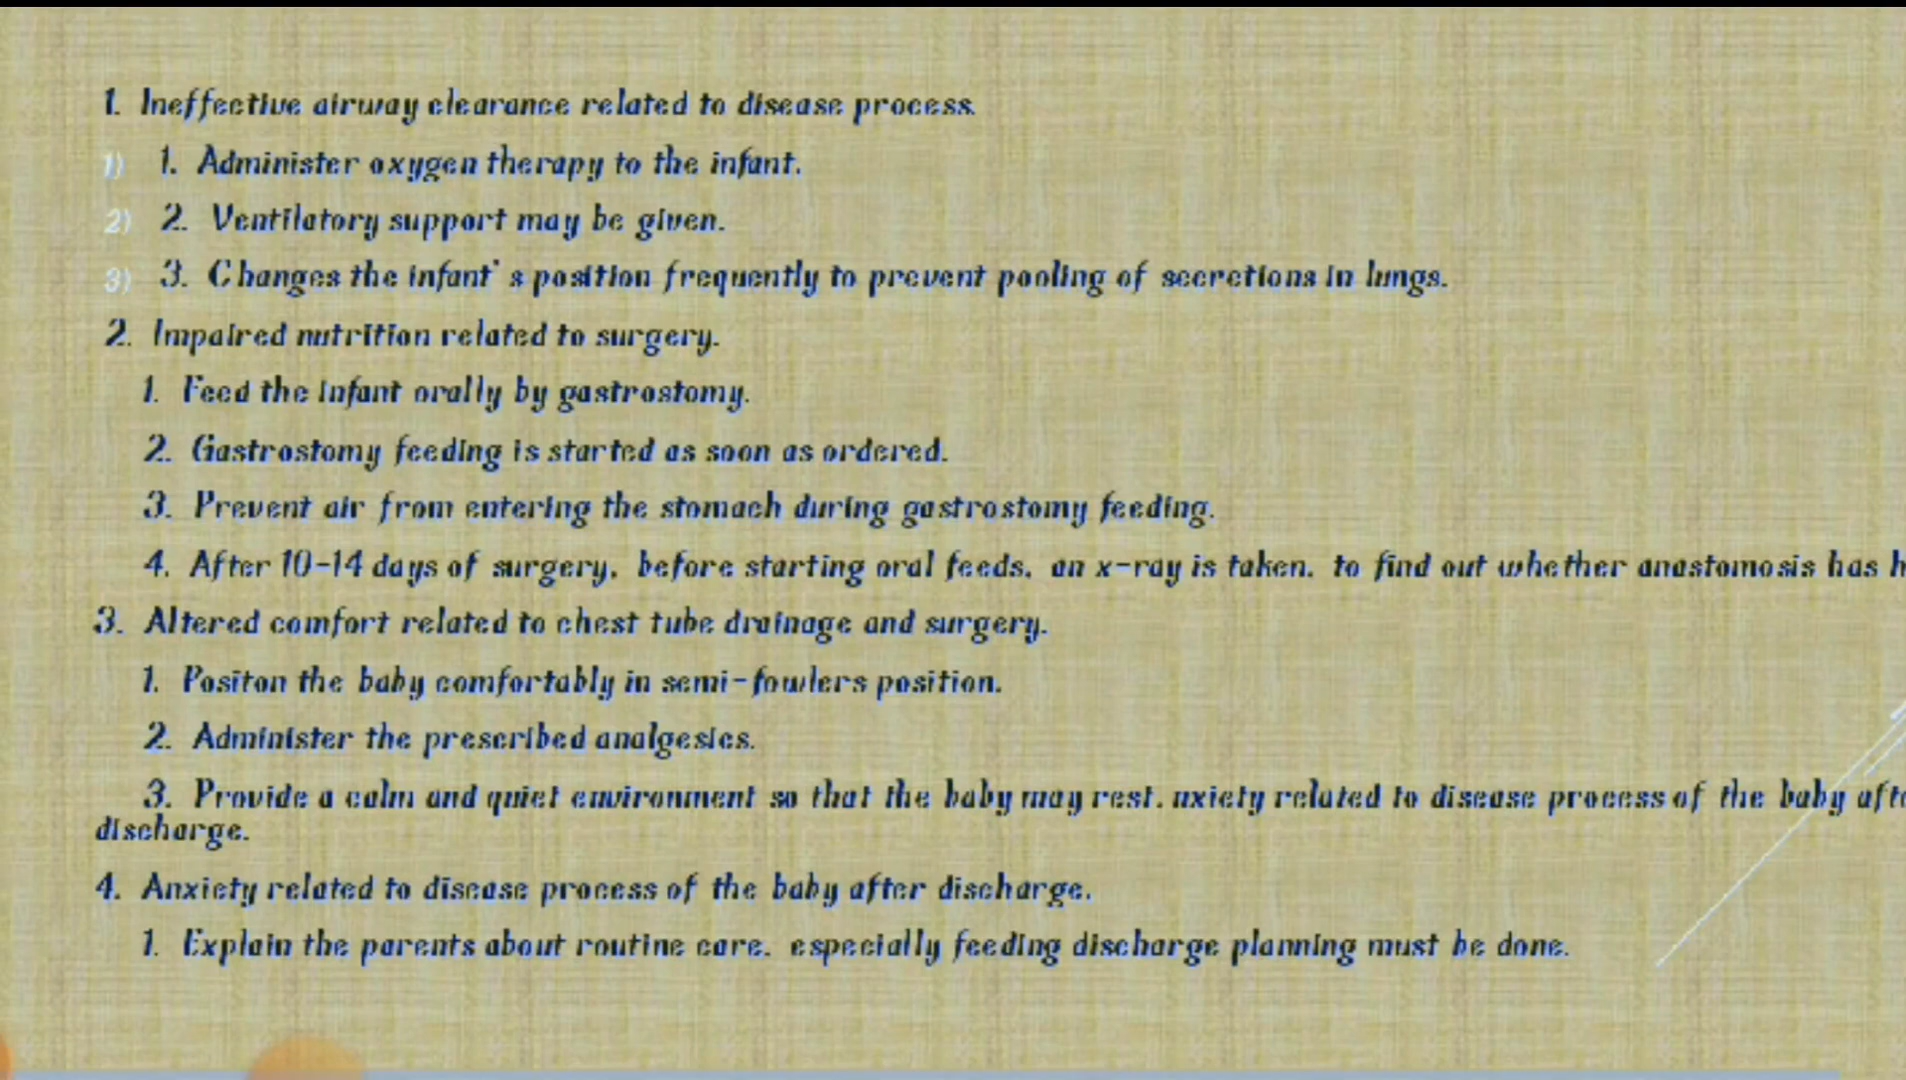 1. Ineffective airway clearance related to disease process.
1) 1. Administer oxygen therapy to the infant.
2) 2. Ventilatory support may be given.
3) 3. Changes the infant's position frequently to prevent pooling of secretions in lungs.
2. Impaired nutrition related to surgery.
1. Feed the infant orally by gastrostomy.
2. Gastrostomy feeding is started as soon as ordered.
3. Prevent air from entering the stomach during gastrostomy feeding.
4. After 10-14 days of surgery, before starting oral feeds, an x-ray is taken, to find out whether anastomosis has
3. Altered comfort related to chest tube drainage and surgery.
1. Positon the baby comfortably in semi-fowlers position.
2. Administer the prescribed analgesics.
3. Provide a calm and quiet environment so that the baby may rest. nxiety related to disease process of the baby
discharge.
4. Anxiety related to disease process of the baby after discharge.
1. Explain the parents about routine care, especially feeding discharge planning must be done.